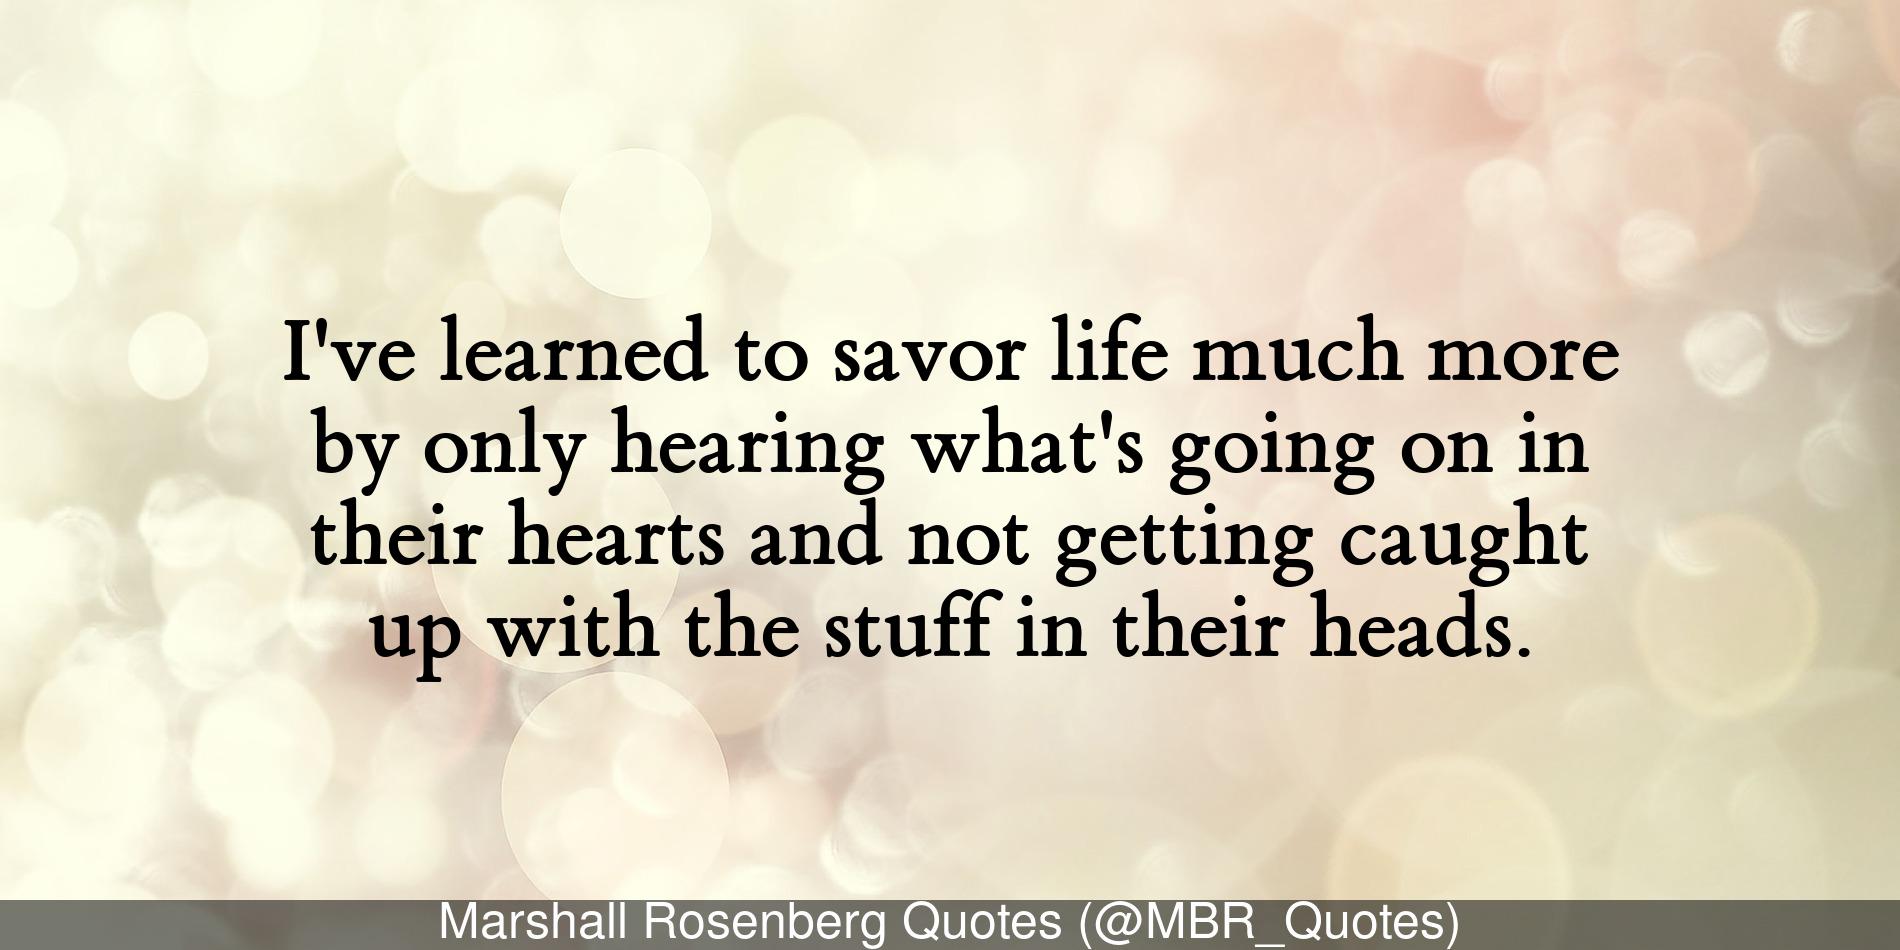 I've learned to savor life much more
by only hearing what's going on in
their hearts and not getting caught
up with the stuff in their heads.
Marshall Rosenberg Quotes (@MBR_Quotes)